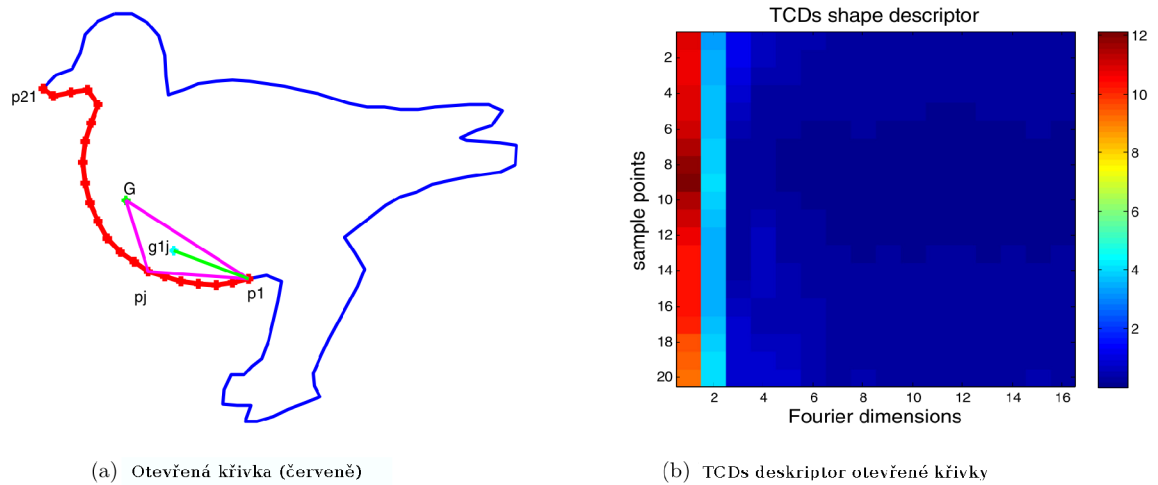 p21
G
g1j
pj
p1
(a) Otevřená křivka (červeně)
TCDs shape descriptor
sample points
2
4
6
8
10
12
14
16
18
20
2 4 6 8 10 12 14 16
Fourier dimensions
12
10
8
6
4
2
(b) TCDs deskriptor otevřené křivky